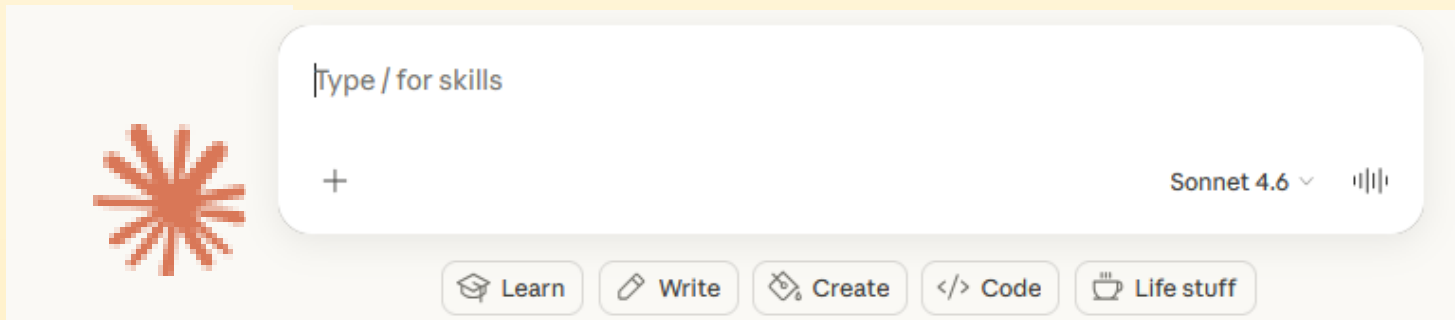 Type / for skills
Sonnet 4.6
Learn Write Create </> Code Life stuff